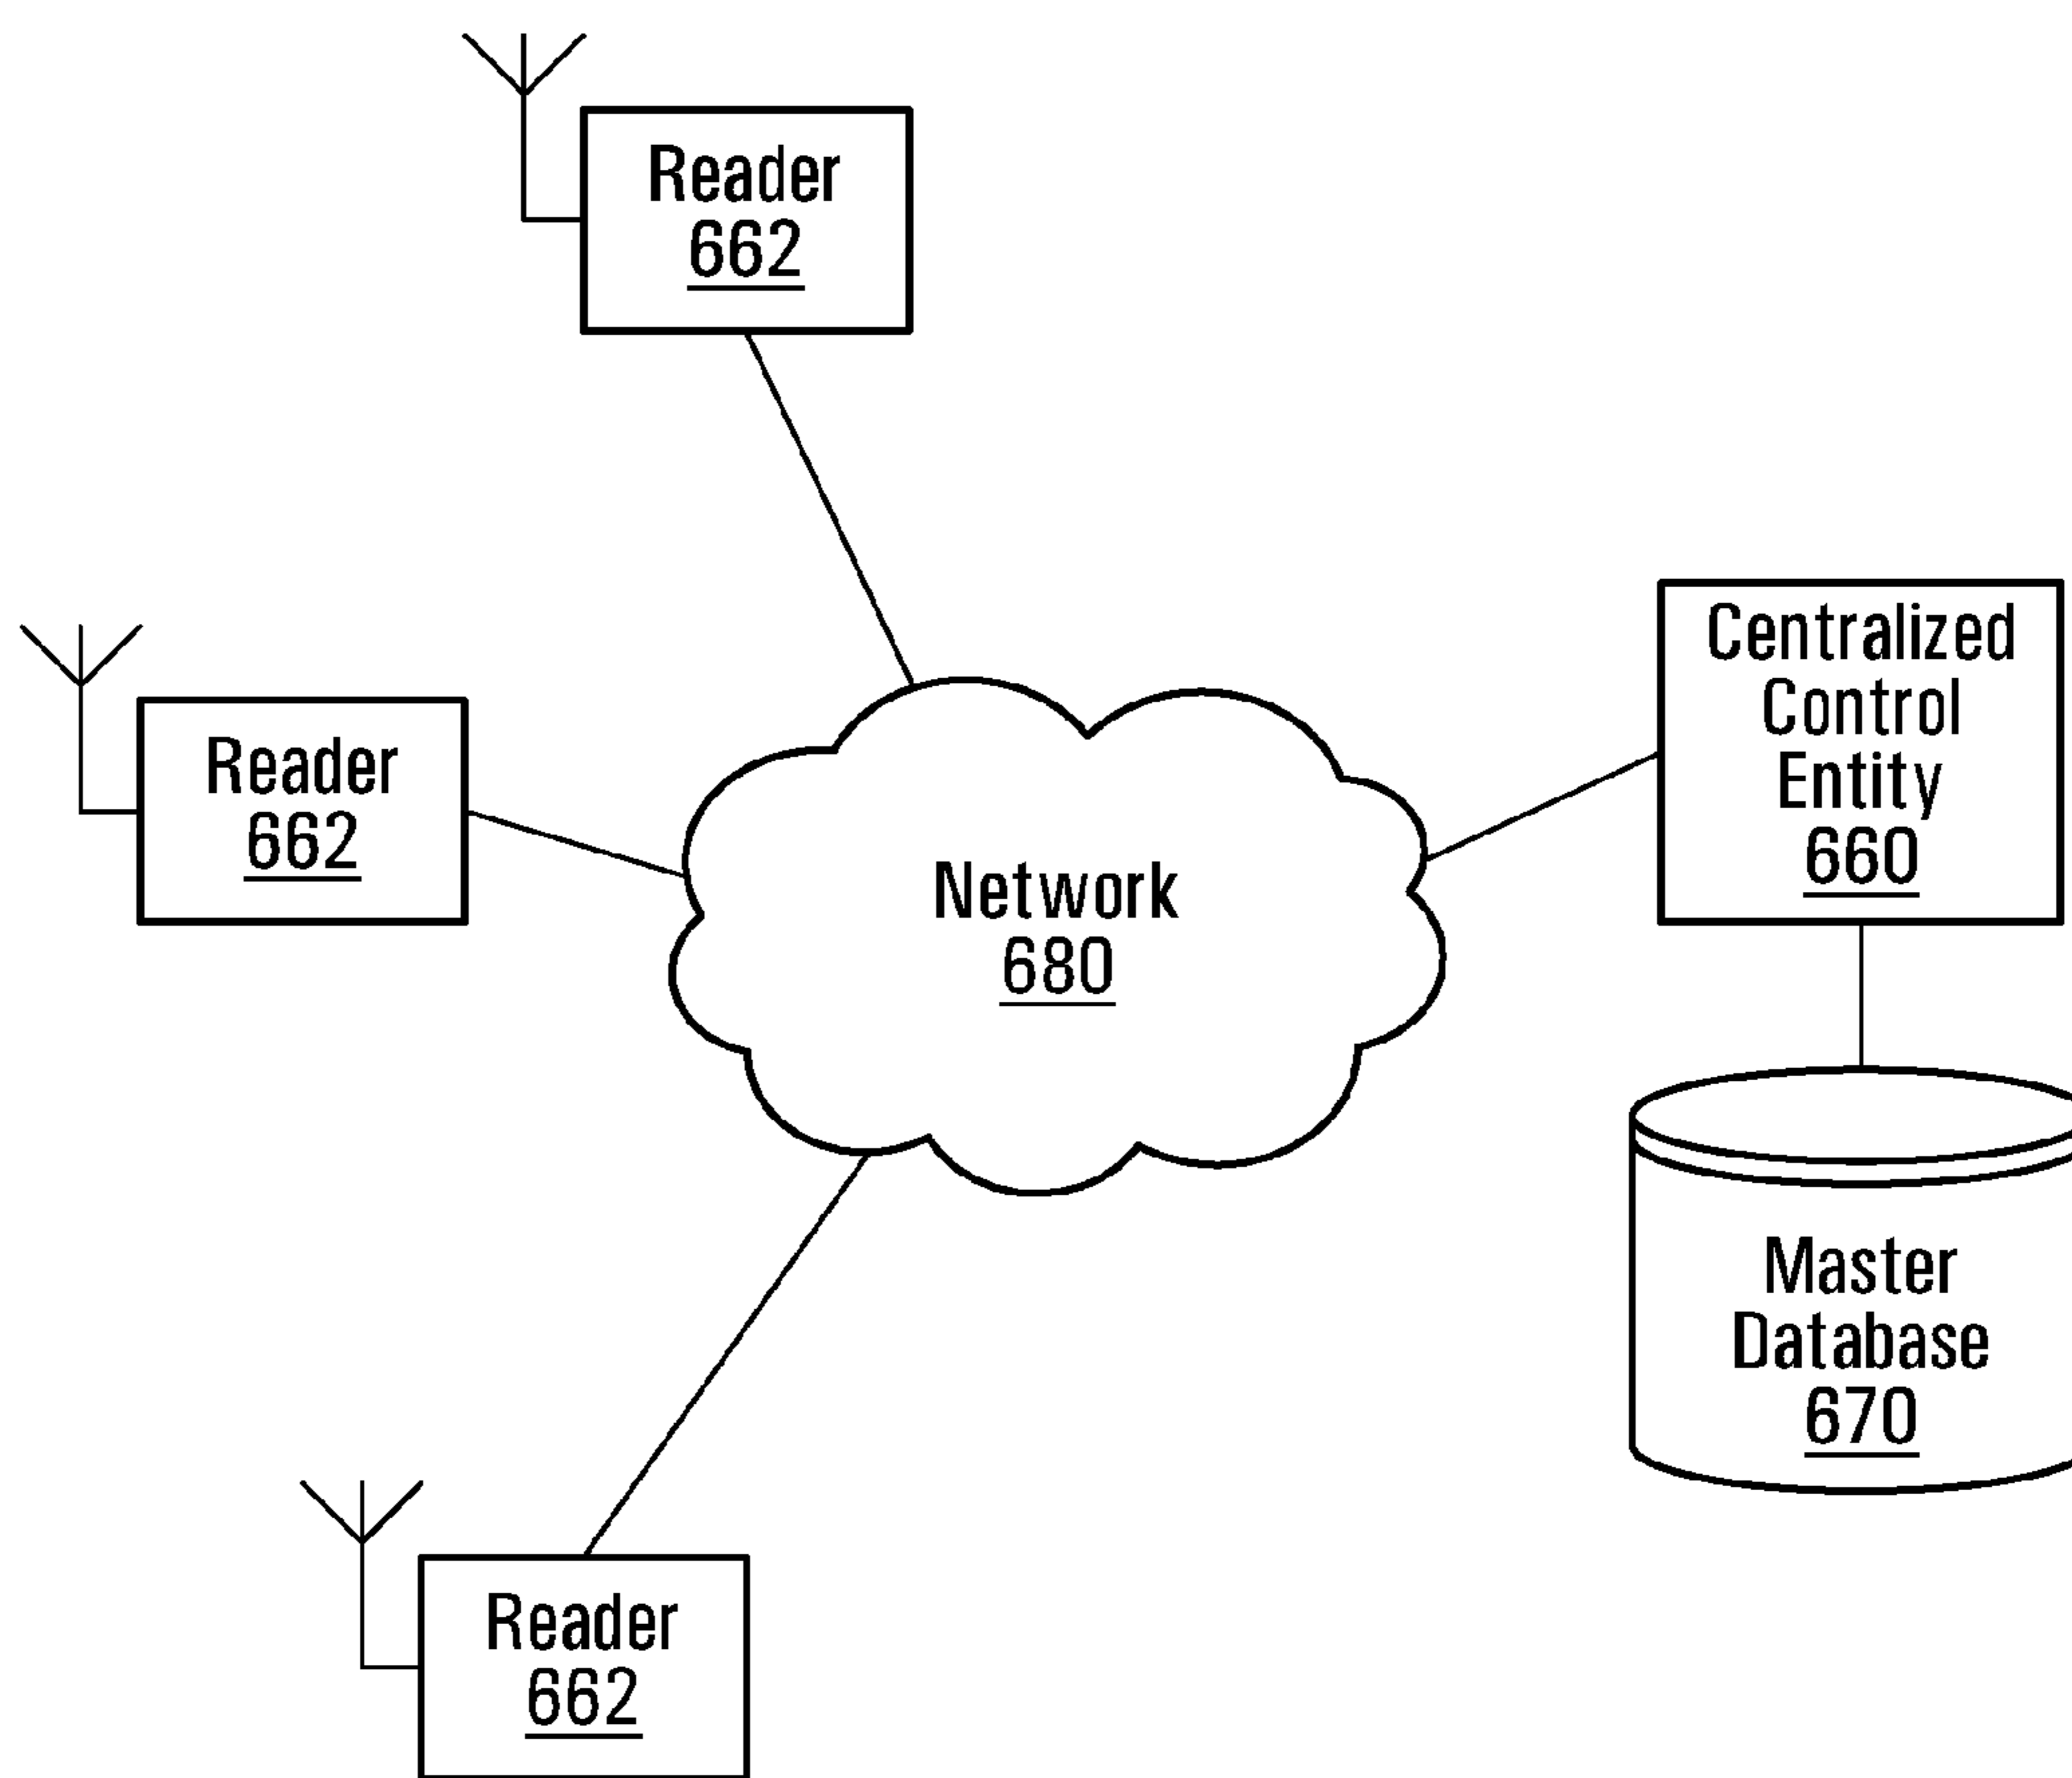 Reader
662
Reader
662
Network
680
Centralized
Control
Entity
660
Master
Database
670
Reader
662